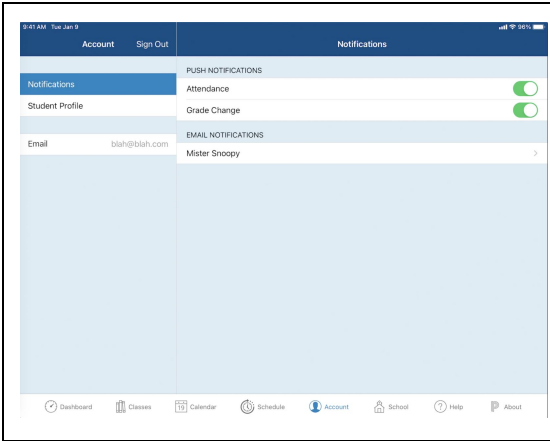 9:41 AM Tue Jan 9
96%
Account
Sign Out
Notifications
Notifications
Student Profile
Email
blah@blah.com
PUSH NOTIFICATIONS
Attendance
Grade Change
EMAIL NOTIFICATIONS
Mister Snoopy
Dashboard
Classes
19
Calendar
Schedule
Account
School
?
Help
P
About